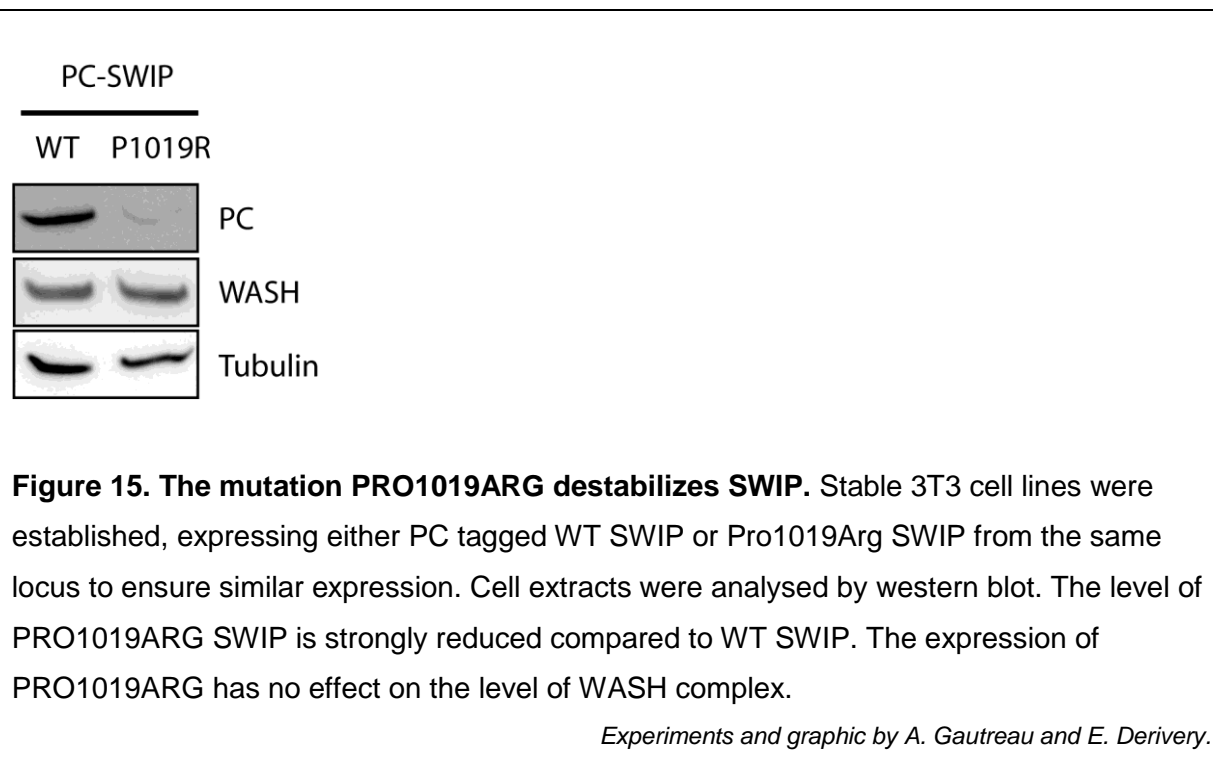 PC-SWIP
WT P1019R
PC
WASH
Tubulin
Figure 15. The mutation PRO1019ARG destabilizes SWIP. Stable 3T3 cell lines were
established, expressing either PC tagged WT SWIP or Pro1019Arg SWIP from the same
locus to ensure similar expression. Cell extracts were analysed by western blot. The level of
PRO1019ARG SWIP is strongly reduced compared to WT SWIP. The expression of
PRO1019ARG has no effect on the level of WASH complex.
Experiments and graphic by A. Gautreau and E. Derivery.